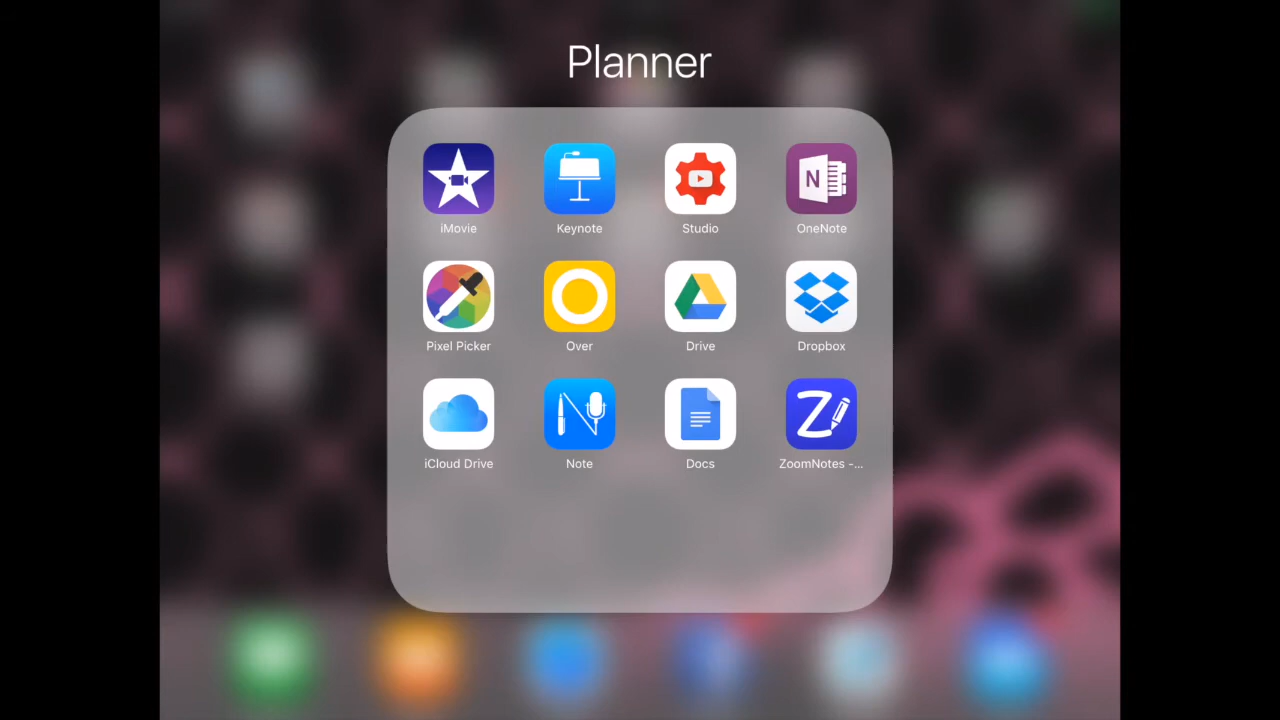 Planner
iMovie
Keynote
Studio
N
OneNote
Pixel Picker
Over
Drive
Dropbox
iCloud Drive
N
Note
Docs
Z
ZoomNotes -...